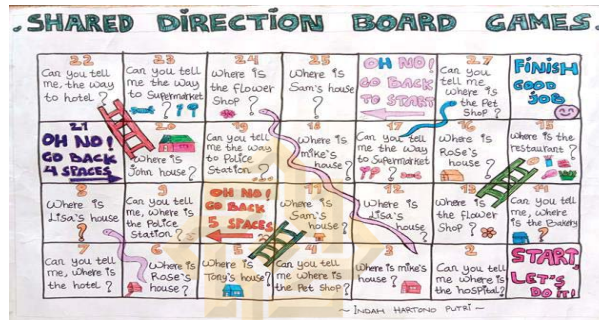 . SHARED DIRECTION BOARD GAMES.
22
Can you tell
me, the way
to hotel ?
23
Can you tell
me the way
to Supermarket
?
24
Where is
the flower
Shop ?
25
Where is
Sam's house
?
OH NO!
GO BACK
TO START
27
Can you
tell me
where is
the Pet
Shop ?
FINISH
GOOD
JOB
21
OH NO!
GO BACK
4 SPACES
20
Where is
John house ?
19
Can you tell
me the way
to Police
Station ?
18
Where is
mike's
house ?
17
Can you tell
me the way
to Supermarket
?
16
Where is
Rose's
house ?
15
Where is the
restaurant ?
8
Where is
Lisa's house
?
9
Can you tell
me, where is
the Police
Station ?
OH NO!
GO BACK
5 SPACES
11
Where is
Sam's
house ?
12
Where is
Lisa's
house ?
13
Where is
the flower
Shop ?
14
Can you tell
me, where
is the Bakery
?
7
Can you tell
me, where is
the hotel ?
6
Where is
Rose's
house ?
5
Where is
Tony's house ?
4
Can you tell
me where is
the Pet Shop ?
3
Where is mike's
house ?
2
Can you tell
me where is
the hospital ?
START,
LET'S
DO IT!
~ INDAH HARTONO PUTRI ~